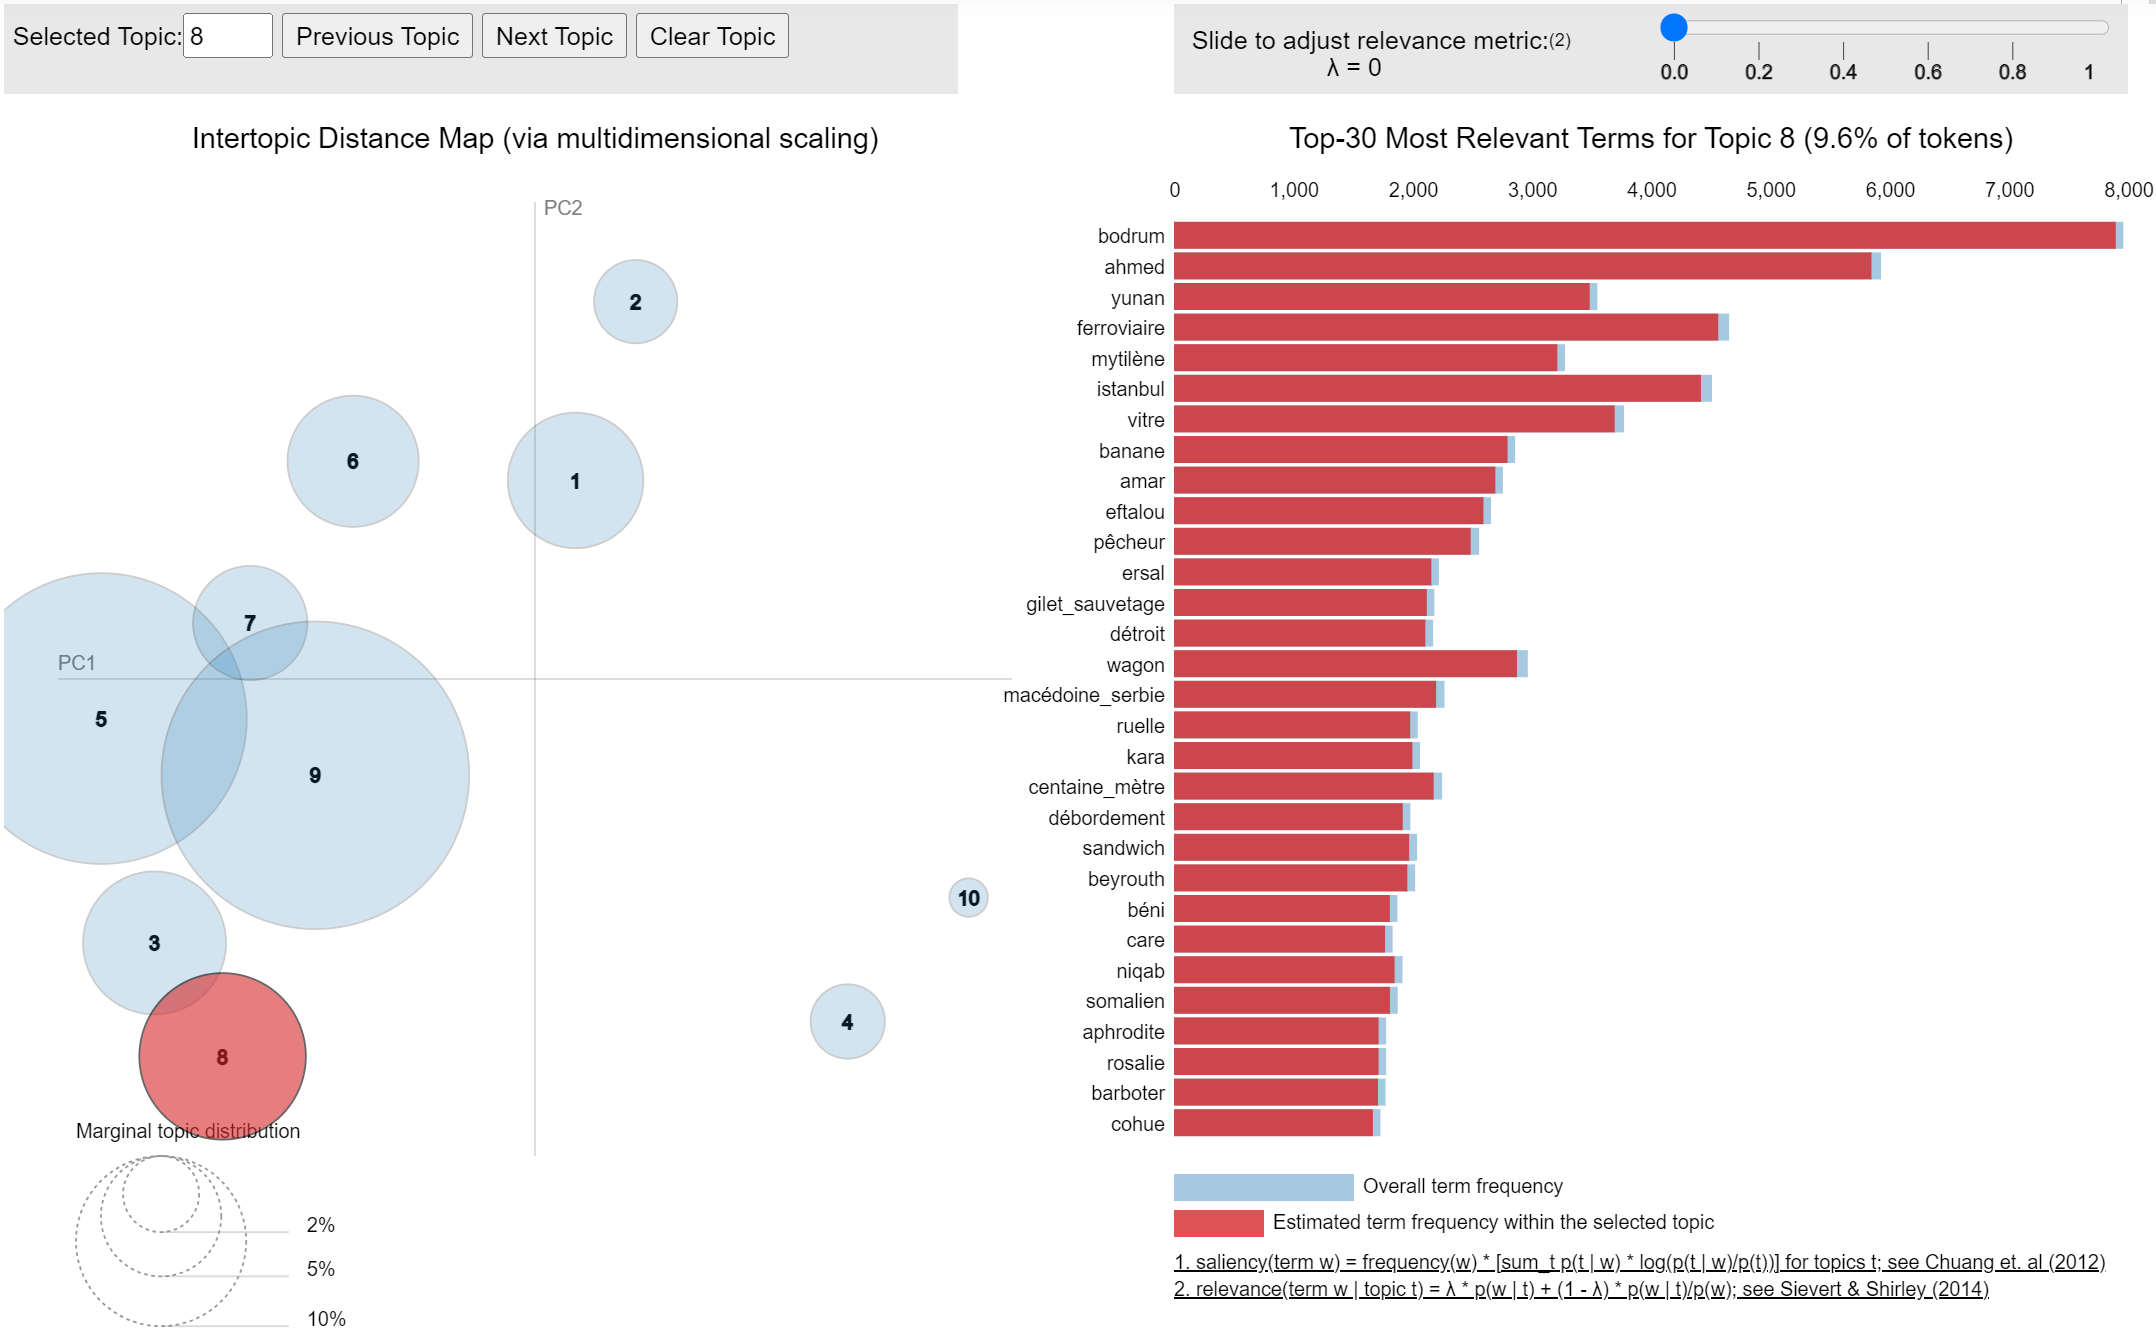 Selected Topic: 8 Previous Topic Next Topic Clear Topic
Slide to adjust relevance metric:(2)
λ = 0
0.0 0.2 0.4 0.6 0.8 1
Intertopic Distance Map (via multidimensional scaling)
PC2
2
6
1
7
PC1
5
9
10
3
4
8
Marginal topic distribution
2%
5%
10%
Top-30 Most Relevant Terms for Topic 8 (9.6% of tokens)
0 1,000 2,000 3,000 4,000 5,000 6,000 7,000 8,000
bodrum
ahmed
yunan
ferroviaire
mytilène
istanbul
vitre
banane
amar
eftalou
pêcheur
ersal
gilet_sauvetage
détroit
wagon
macédoine_serbie
ruelle
kara
centaine_mètre
débordement
sandwich
beyrouth
béni
care
niqab
somalien
aphrodite
rosalie
barboter
cohue
Overall term frequency
Estimated term frequency within the selected topic
1. saliency(term w) = frequency(w) * [sum_t p(t | w) * log(p(t | w)/p(t))] for topics t; see Chuang et. al (2012)
2. relevance(term w | topic t) = λ * p(w | t) + (1 - λ) * p(w | t)/p(w); see Sievert & Shirley (2014)